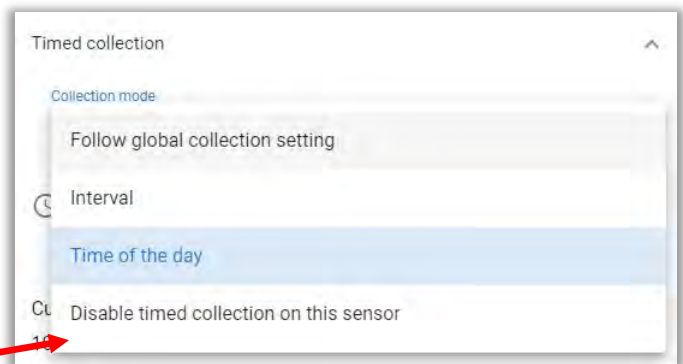 Timed collection
Collection mode
Follow global collection setting
Interval
Time of the day
Cu
Disable timed collection on this sensor